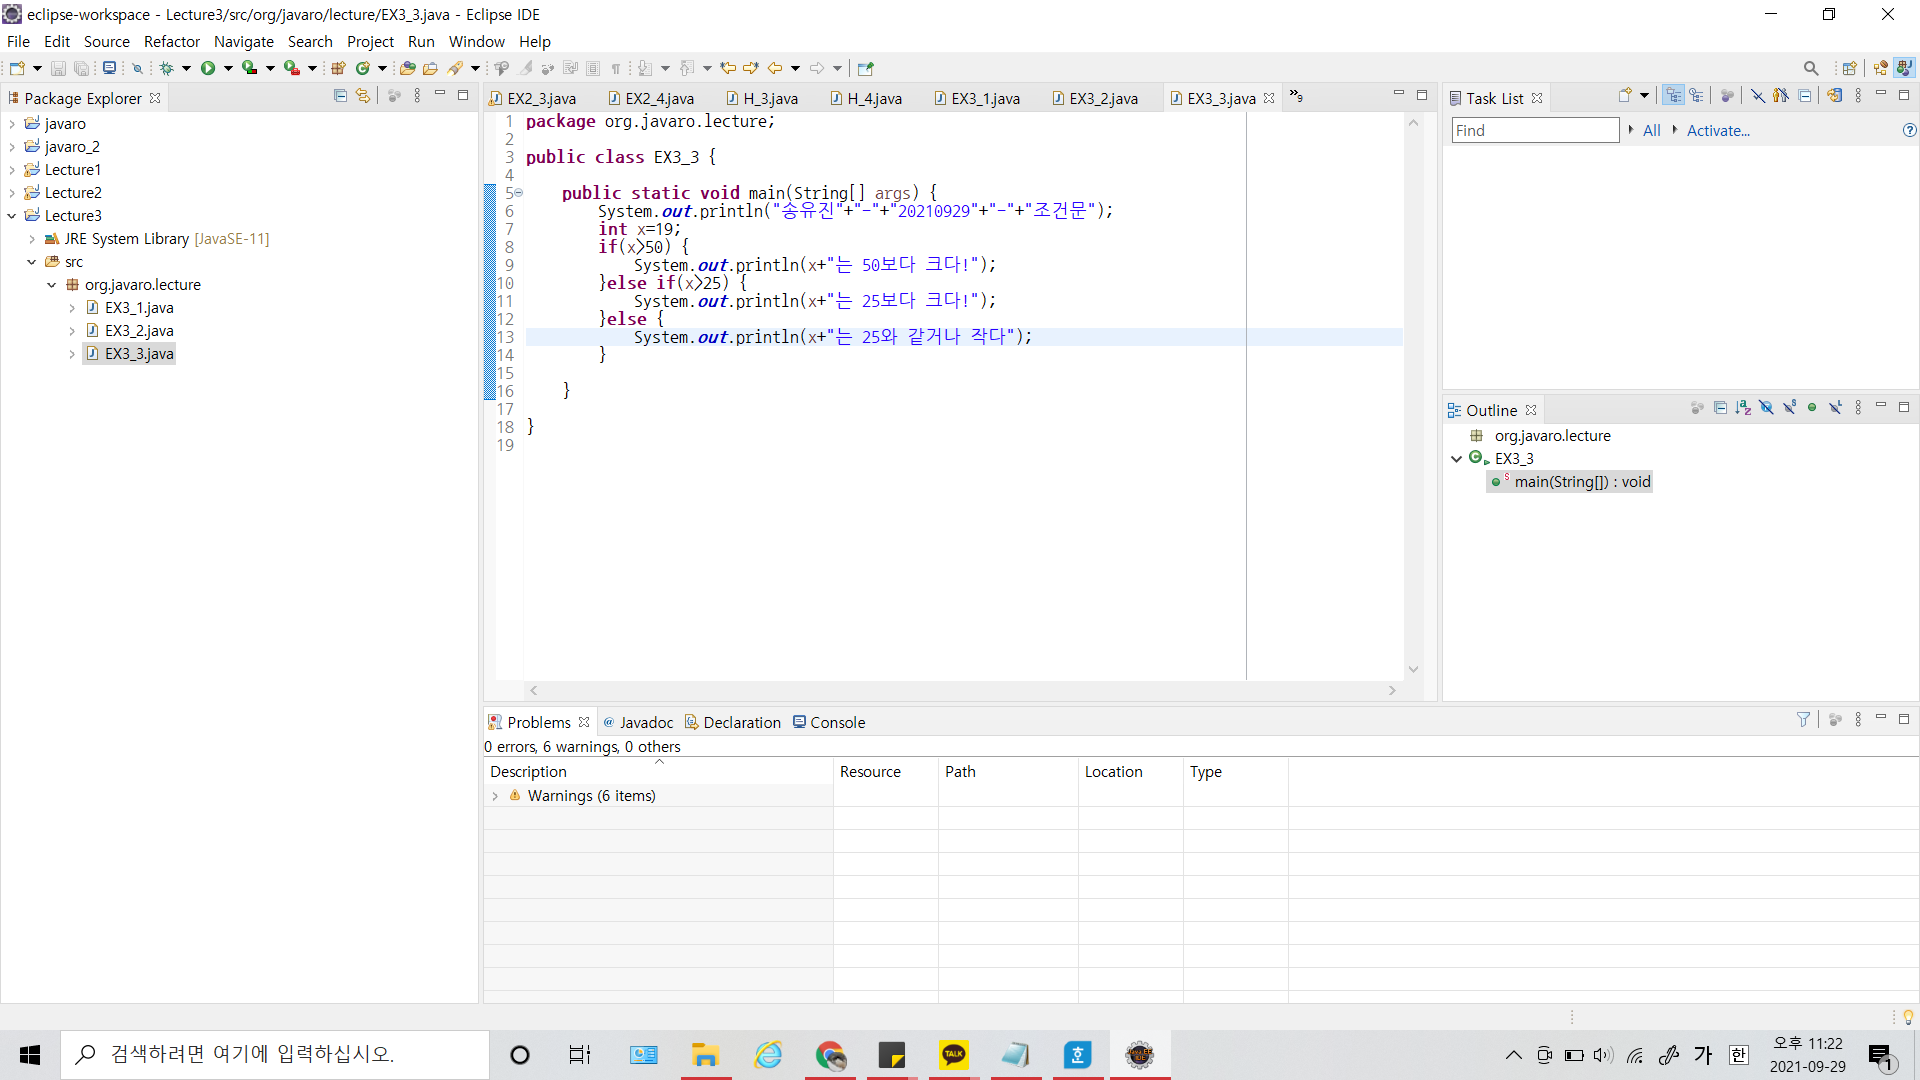 eclipse-workspace - Lecture3/src/org/javaro/lecture/EX3_3.java - Eclipse IDE
File Edit Source Refactor Navigate Search Project Run Window Help
Package Explorer
javaro
javaro_2
Lecture1
Lecture2
Lecture3
JRE System Library [JavaSE-11]
src
org.javaro.lecture
EX3_1.java
EX3_2.java
EX3_3.java
EX2_3.java EX2_4.java H_3.java H_4.java EX3_1.java EX3_2.java EX3_3.java »9
1 package org.javaro.lecture;
2
3 public class EX3_3 {
4
5 public static void main(String[] args) {
6 System.out.println("송유진"+"-"+"20210929"+"-"+"조건문");
7 int x=19;
8 if(x>50) {
9 System.out.println(x+"는 50보다 크다!");
10 }else if(x>25) {
11 System.out.println(x+"는 25보다 크다!");
12 }else {
13 System.out.println(x+"는 25와 같거나 작다");
14 }
15
16 }
17
18 }
19
Task List
Find All Activate...
Outline
org.javaro.lecture
EX3_3
main(String[]) : void
Problems Javadoc Declaration Console
0 errors, 6 warnings, 0 others
Description Resource Path Location Type
Warnings (6 items)
검색하려면 여기에 입력하십시오.
TALK
호
가 한
오후 11:22
2021-09-29
1